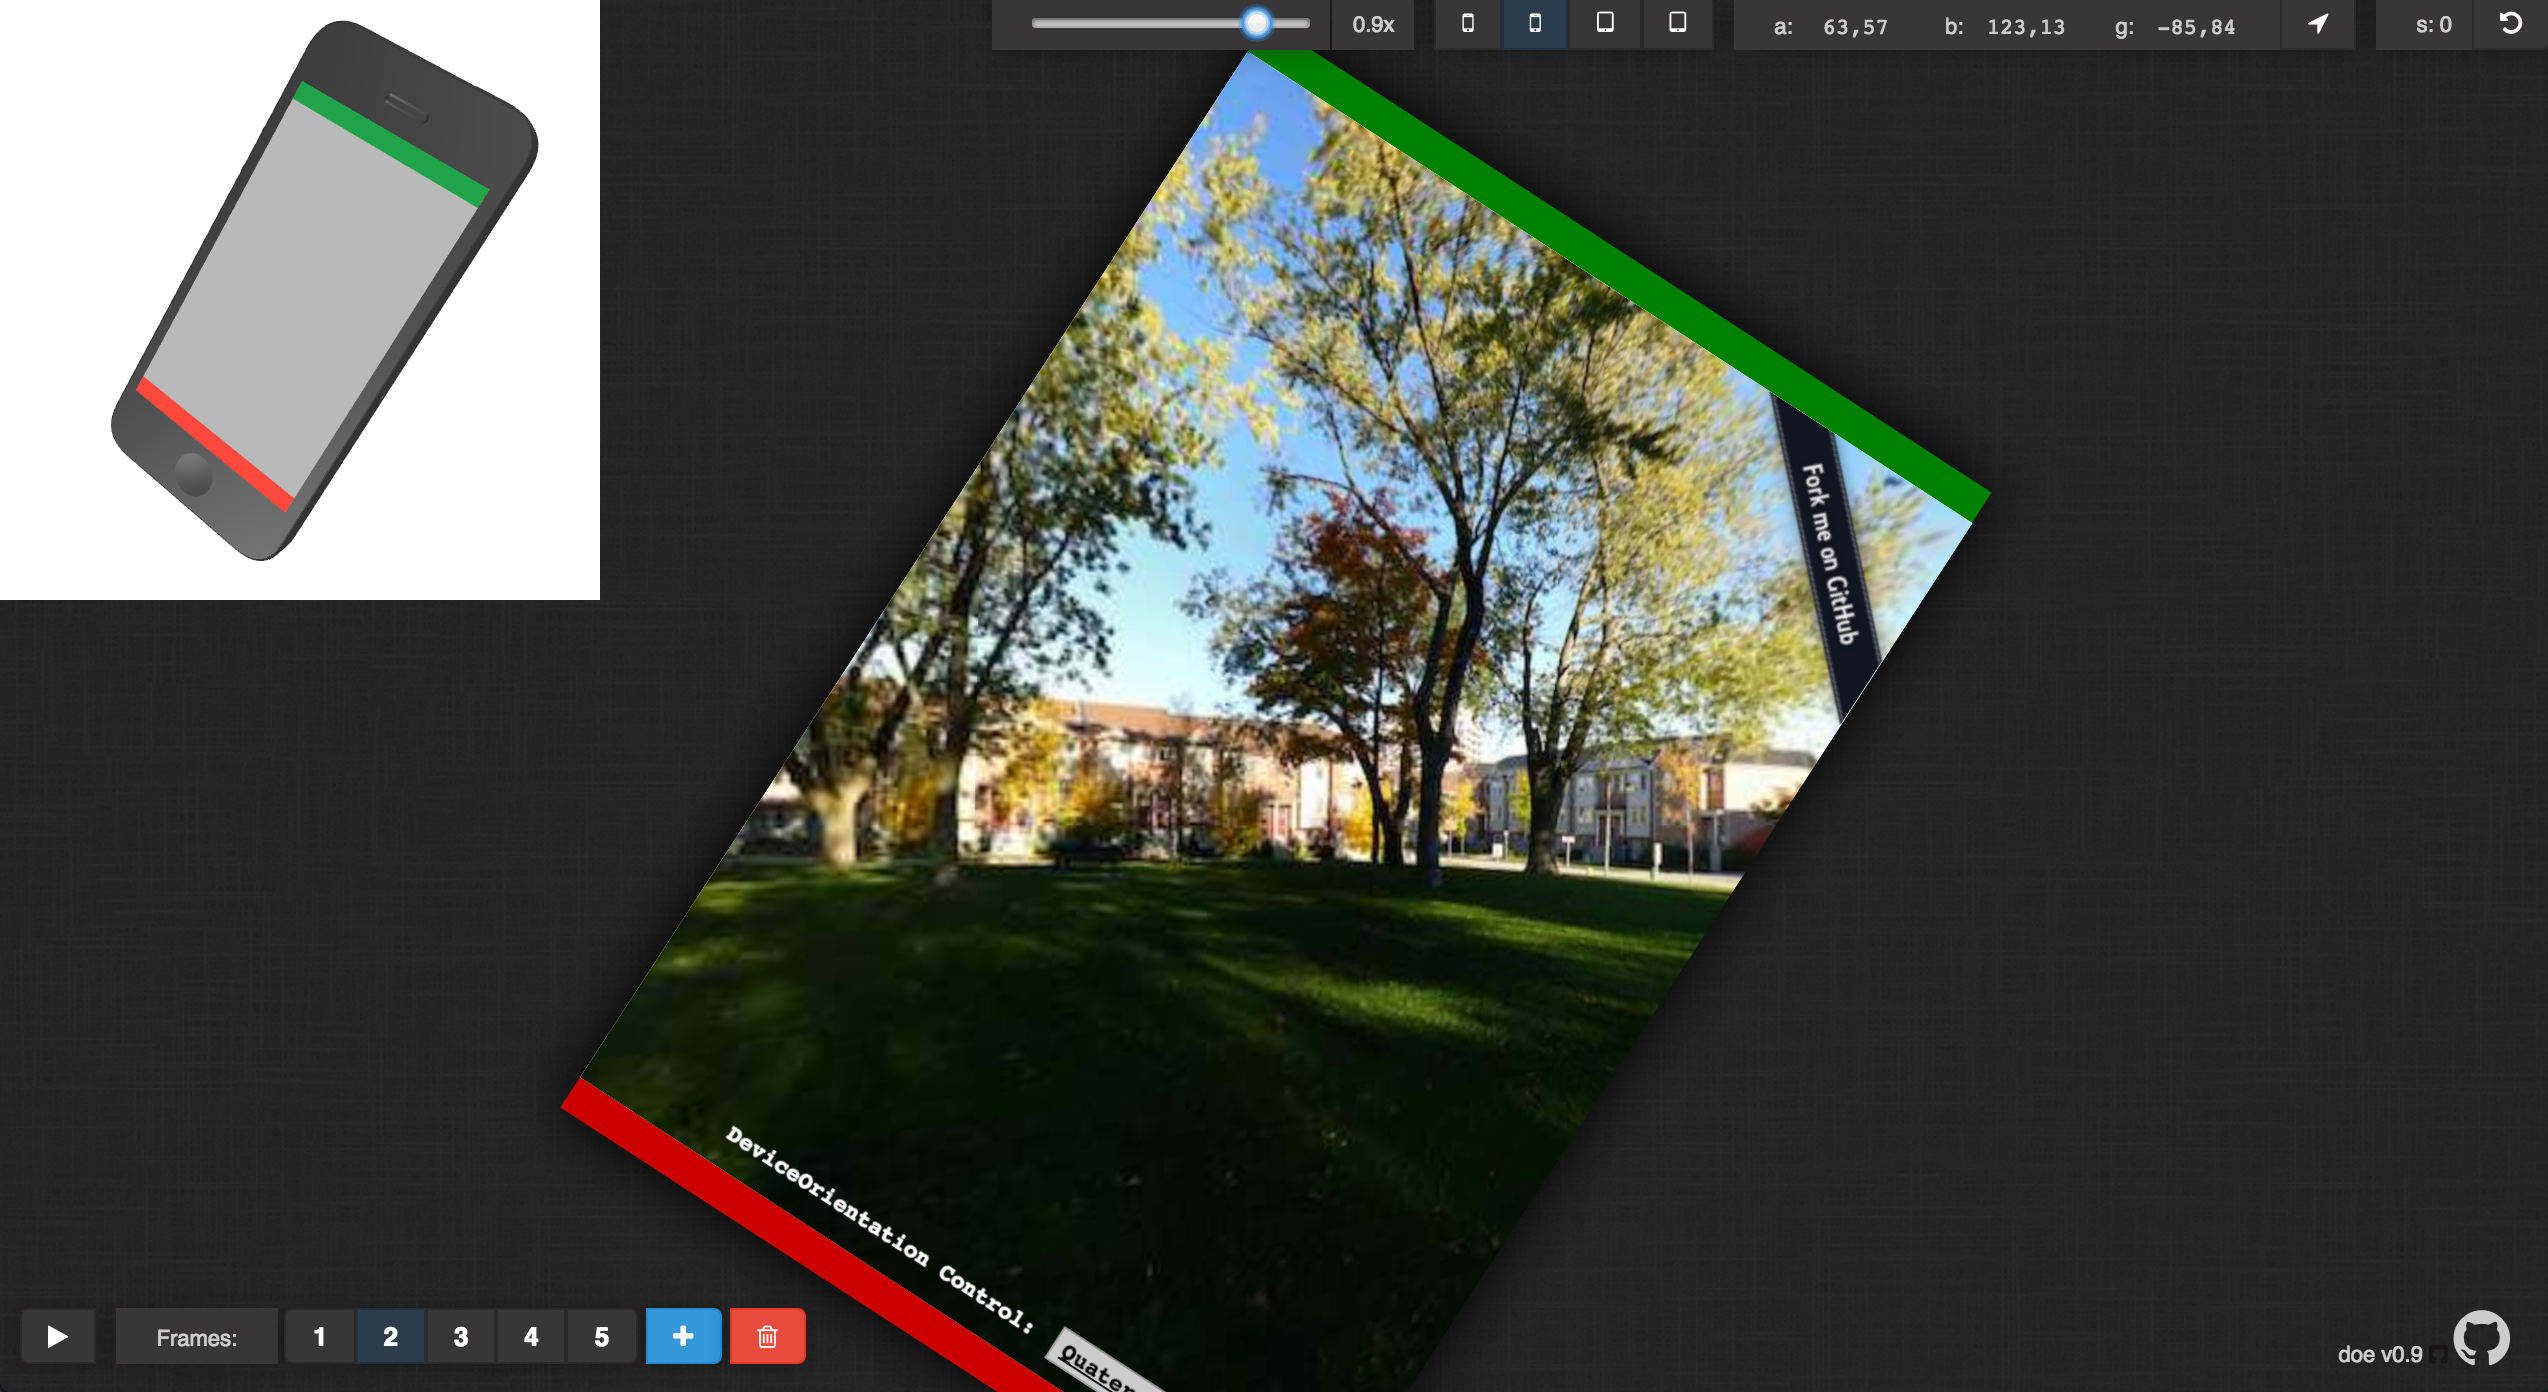 0.9x
a: 63,57 b: 123,13 g: -85,84
s: 0
Fork me on GitHub
DeviceOrientation Control:
Quater
Frames: 1 2 3 4 5
doe v0.9